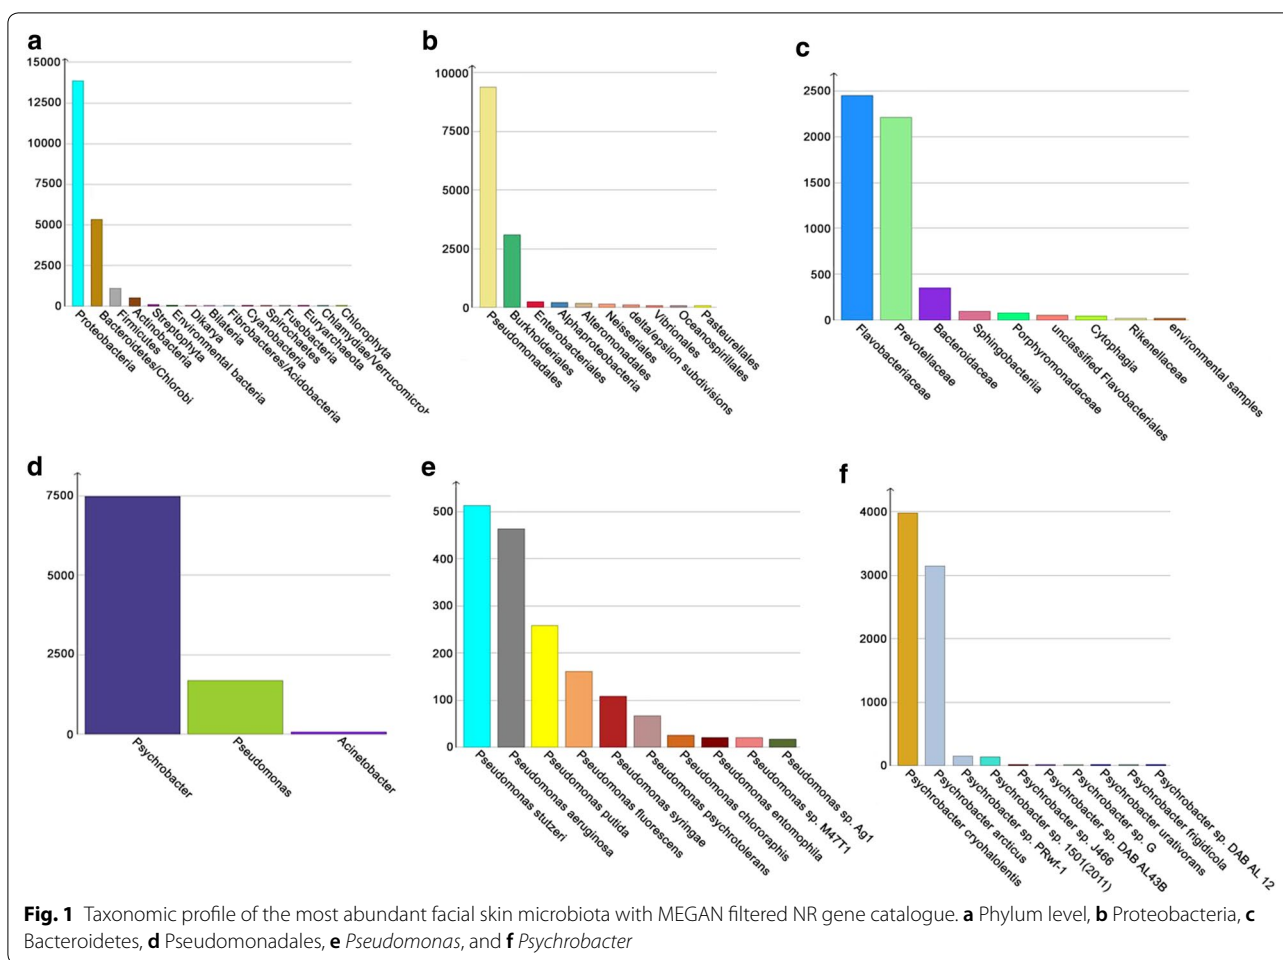 a
15000
12500
10000
7500
5000
2500
0
Proteobacteria
Bacteroidetes/Chlorobi
Firmicutes
Actinobacteria
Streptophyta
Environmental bacteria
Dikarya
Bilateria
Fibrobacteres/Acidobacteria
Cyanobacteria
Spirochaetes
Fusobacteria
Euryarchaeota
Chlamydiae/Verrucomicrob
Chlorophyta
b
10000
7500
5000
2500
0
Pseudomonadales
Burkholderiales
Enterobacteriales
Alphaproteobacteria
Alteromonadales
Neisseriales
delta/epsilon subdivisions
Vibrionales
Oceanospirillales
Pasteurellales
c
2500
2000
1500
1000
500
0
Flavobacteriaceae
Prevotellaceae
Bacteroidaceae
Sphingobacteriia
Porphyromonadaceae
unclassified Flavobacteriales
Cytophagia
Rikenellaceae
environmental samples
d
7500
5000
2500
0
Psychrobacter
Pseudomonas
Acinetobacter
e
500
400
300
200
100
0
Pseudomonas stutzeri
Pseudomonas aeruginosa
Pseudomonas putida
Pseudomonas fluorescens
Pseudomonas syringae
Pseudomonas psychrotolerans
Pseudomonas chlororaphis
Pseudomonas entomophila
Pseudomonas sp. M47T1
Pseudomonas sp. Ag1
f
4000
3000
2000
1000
0
Psychrobacter cryohalolentis
Psychrobacter arcticus
Psychrobacter sp. PRwf-1
Psychrobacter sp. 1501(2011)
Psychrobacter sp. J466
Psychrobacter sp. DAB AL43B
Psychrobacter sp. G
Psychrobacter urativorans
Psychrobacter frigidicola
Psychrobacter sp. DAB AL 12
Fig. 1 Taxonomic profile of the most abundant facial skin microbiota with MEGAN filtered NR gene catalogue. a Phylum level, b Proteobacteria, c
Bacteroidetes, d Pseudomonadales, e Pseudomonas, and f Psychrobacter